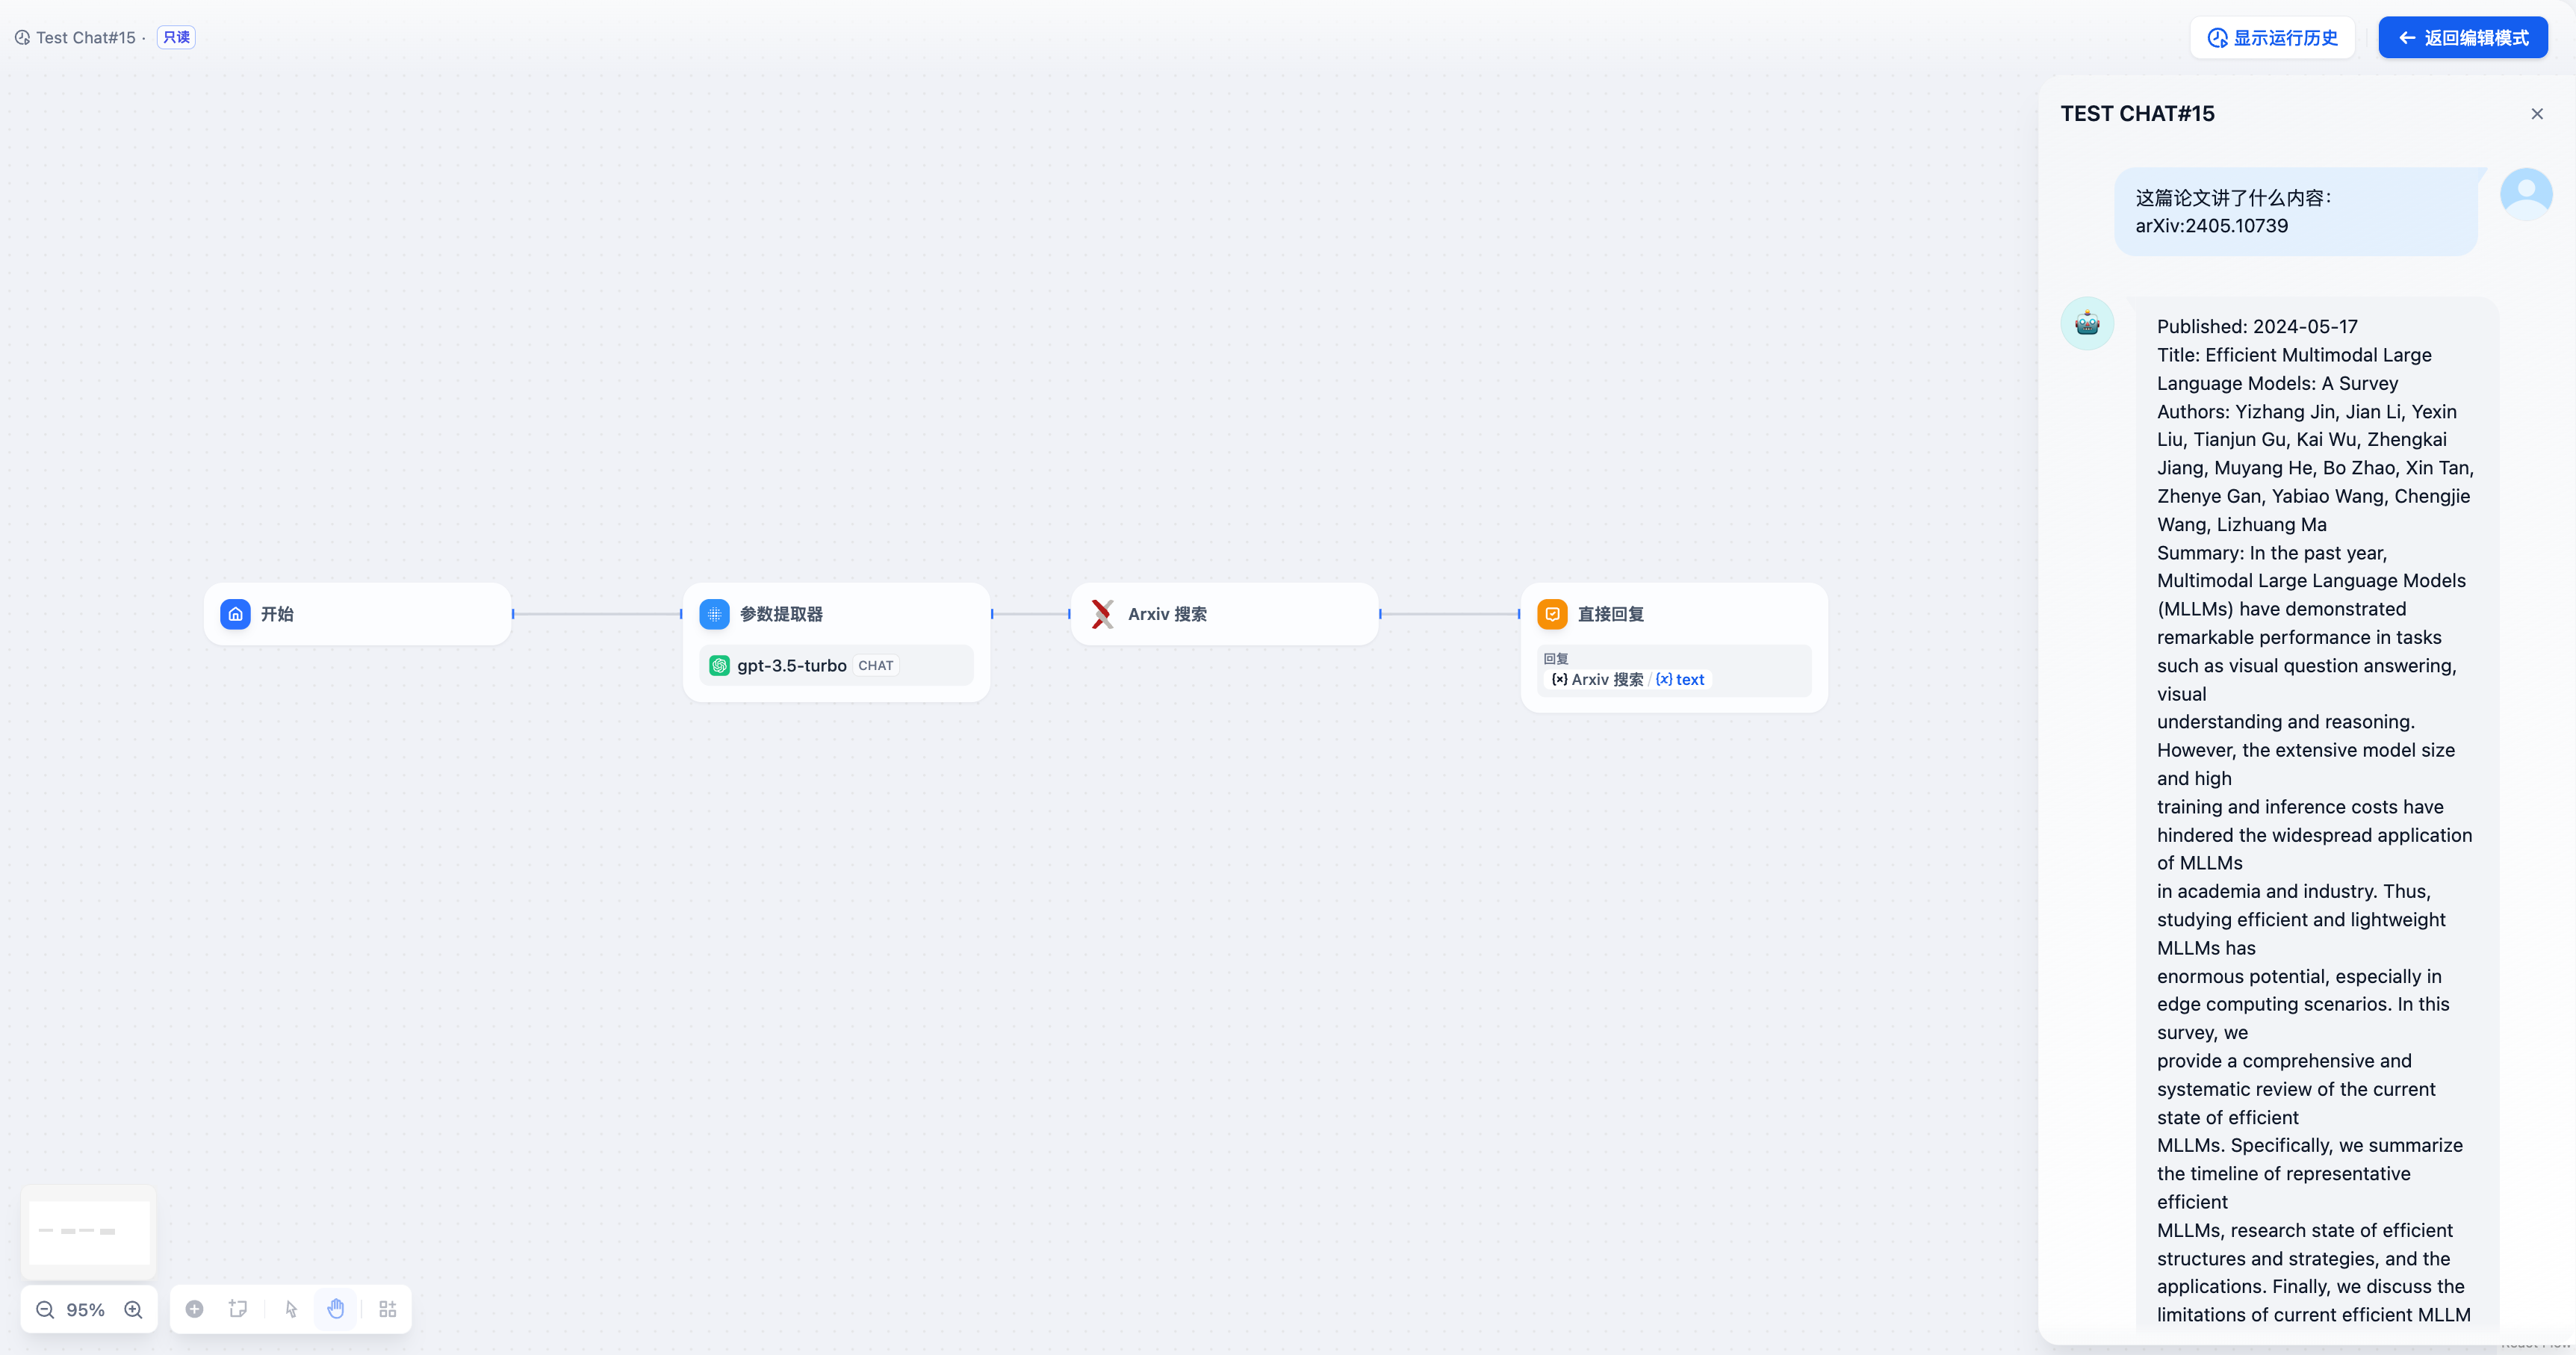 Test Chat#15 · 只读
显示运行历史
返回编辑模式
TEST CHAT#15
这篇论文讲了什么内容：
arXiv:2405.10739
Published: 2024-05-17
Title: Efficient Multimodal Large
Language Models: A Survey
Authors: Yizhang Jin, Jian Li, Yexin
Liu, Tianjun Gu, Kai Wu, Zhengkai
Jiang, Muyang He, Bo Zhao, Xin Tan,
Zhenye Gan, Yabiao Wang, Chengjie
Wang, Lizhuang Ma
Summary: In the past year,
Multimodal Large Language Models
(MLLMs) have demonstrated
remarkable performance in tasks
such as visual question answering,
visual
understanding and reasoning.
However, the extensive model size
and high
training and inference costs have
hindered the widespread application
of MLLMs
in academia and industry. Thus,
studying efficient and lightweight
MLLMs has
enormous potential, especially in
edge computing scenarios. In this
survey, we
provide a comprehensive and
systematic review of the current
state of efficient
MLLMs. Specifically, we summarize
the timeline of representative
efficient
MLLMs, research state of efficient
structures and strategies, and the
applications. Finally, we discuss the
limitations of current efficient MLLM
开始
参数提取器
gpt-3.5-turbo CHAT
Arxiv 搜索
直接回复
回复
{x} Arxiv 搜索 / {x} text
95%